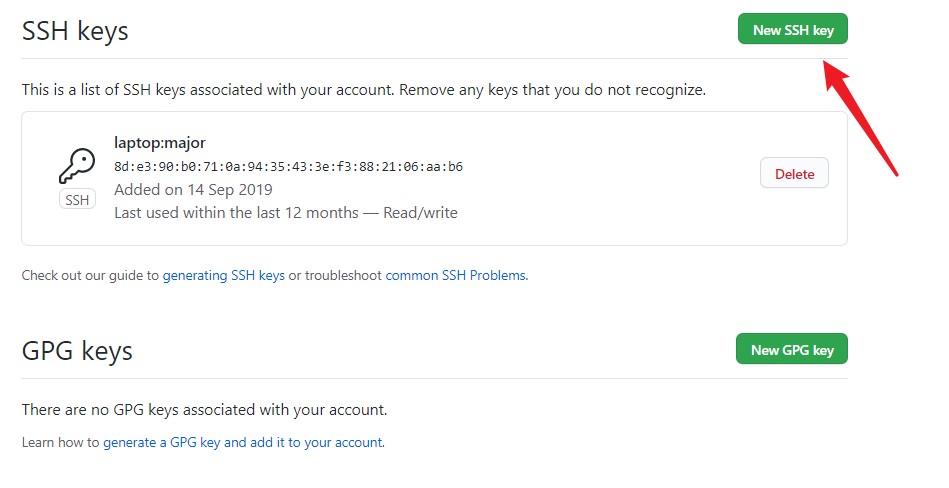 SSH keys
New SSH key
This is a list of SSH keys associated with your account. Remove any keys that you do not recognize.
laptop:major
8d:e3:90:b0:71:0a:94:35:43:3e:f3:88:21:06:aa:b6
Added on 14 Sep 2019
Last used within the last 12 months — Read/write
SSH
Delete
Check out our guide to generating SSH keys or troubleshoot common SSH Problems.
GPG keys
New GPG key
There are no GPG keys associated with your account.
Learn how to generate a GPG key and add it to your account.